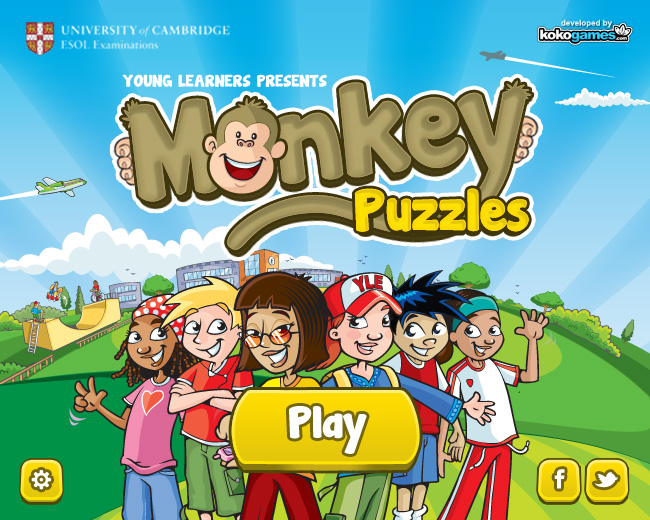 UNIVERSITY of CAMBRIDGE
ESOL Examinations
developed by
kokogames.com
YOUNG LEARNERS PRESENTS
Monkey
Puzzles
YLE
Play
f